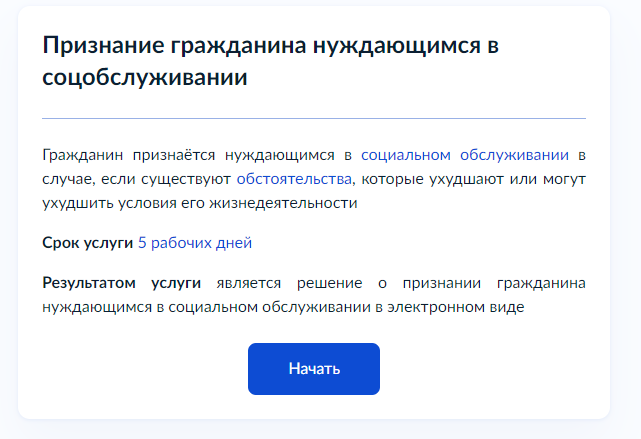 Признание гражданина нуждающимся в
соцобслуживании
Гражданин признаётся нуждающимся в социальном обслуживании в
случае, если существуют обстоятельства, которые ухудшают или могут
ухудшить условия его жизнедеятельности
Срок услуги 5 рабочих дней
Результатом услуги является решение о признании гражданина
нуждающимся в социальном обслуживании в электронном виде
Начать